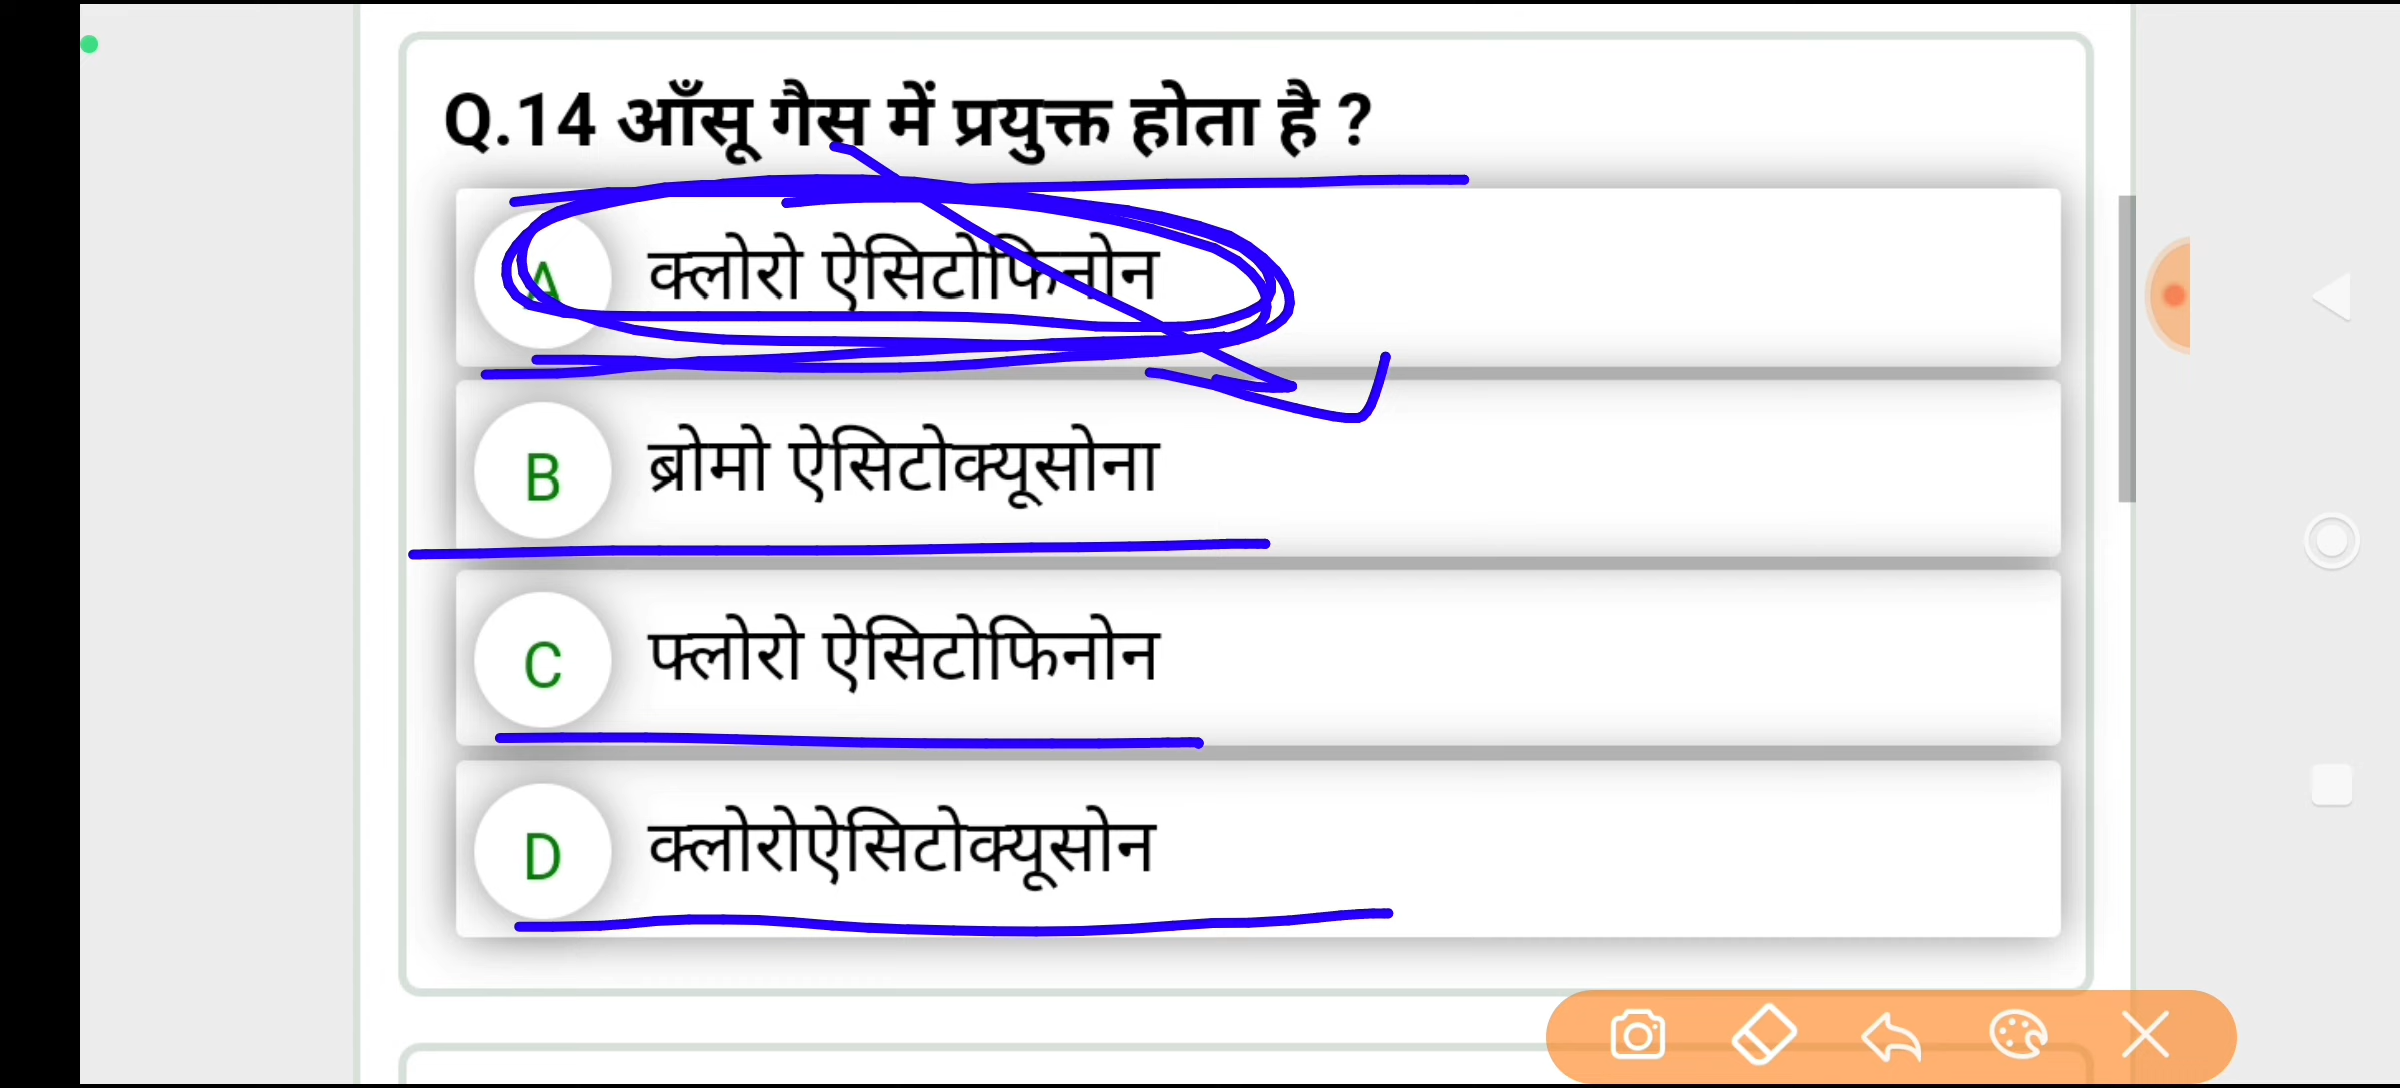 Q.14 आँसू गैस में प्रयुक्त होता है ?
A क्लोरो ऐसिटोफिनोन
B ब्रोमो ऐसिटोक्यूसोना
C फ्लोरो ऐसिटोफिनोन
D क्लोरोऐसिटोक्यूसोन